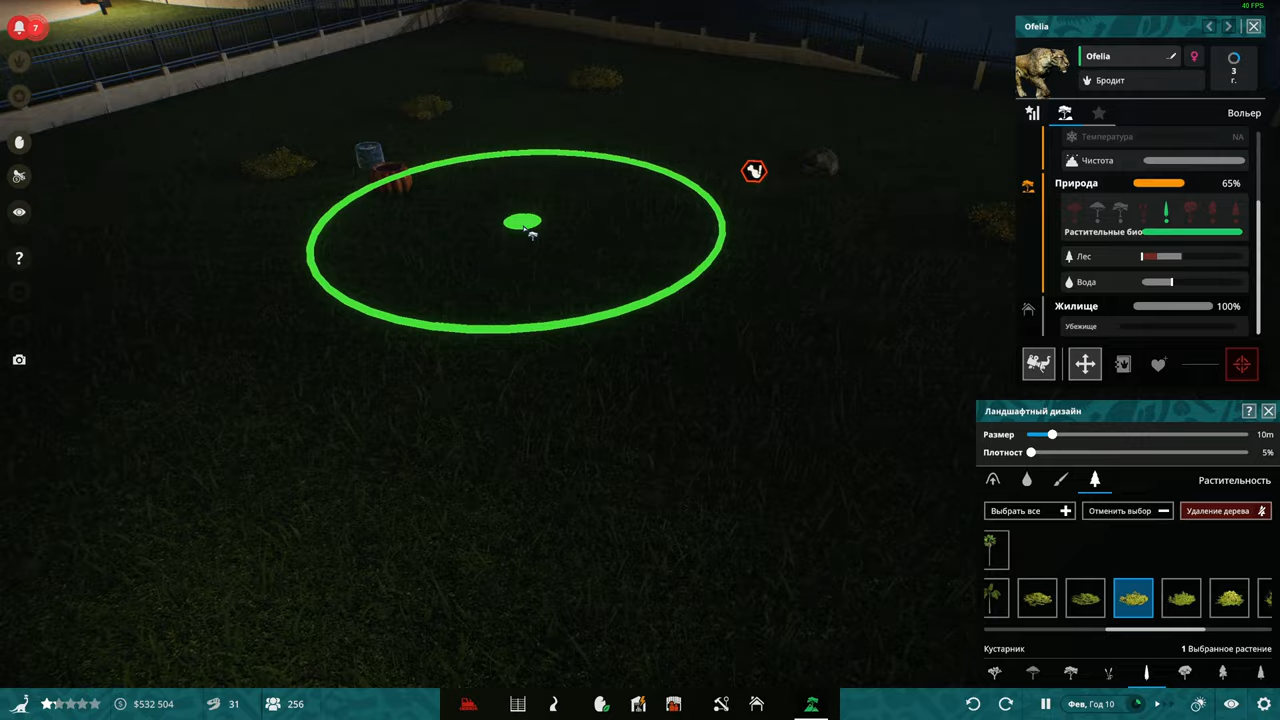 40 FPS
7
Ofelia
Ofelia
Бродит
3
г.
Вольер
Температура NA
Чистота
Природа 65%
Растительные био
Лес
Вода
Жилище 100%
Убежище
Ландшафтный дизайн ?
Размер 10m
Плотност 5%
Растительность
Выбрать все
Отменить выбор
Удаление дерева
Кустарник 1 Выбранное растение
?
$532 504
31
256
Фев, Год 10